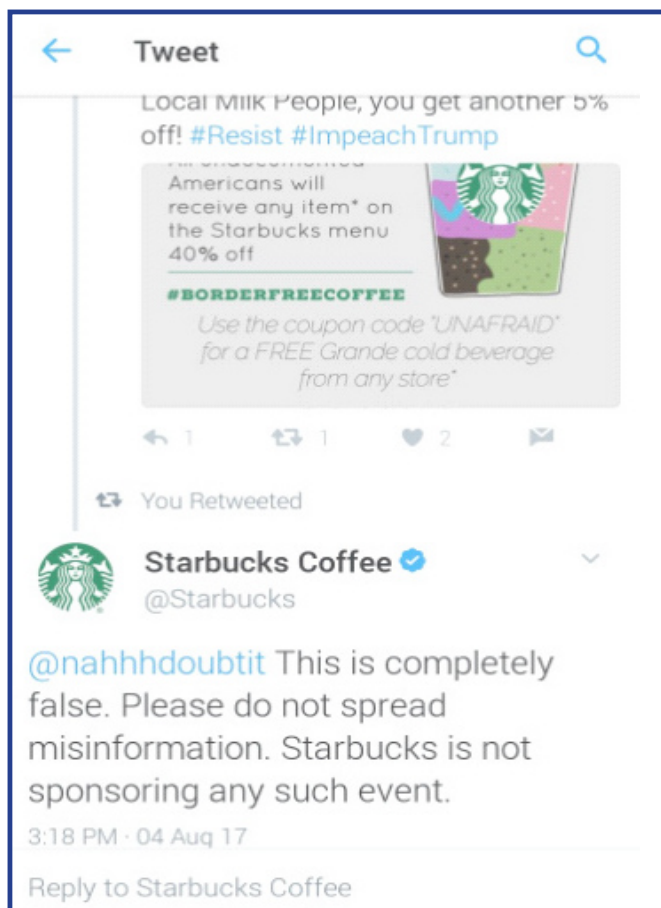 Tweet
Local Milk People, you get another 5%
off! #Resist #ImpeachTrump
All undocumented
Americans will
receive any item* on
the Starbucks menu
40% off
#BORDERFREECOFFEE
Use the coupon code "UNAFRAID"
for a FREE Grande cold beverage
from any store*
1 1 2
You Retweeted
Starbucks Coffee
@Starbucks
@nahhhdoubtit This is completely
false. Please do not spread
misinformation. Starbucks is not
sponsoring any such event.
3:18 PM · 04 Aug 17
Reply to Starbucks Coffee